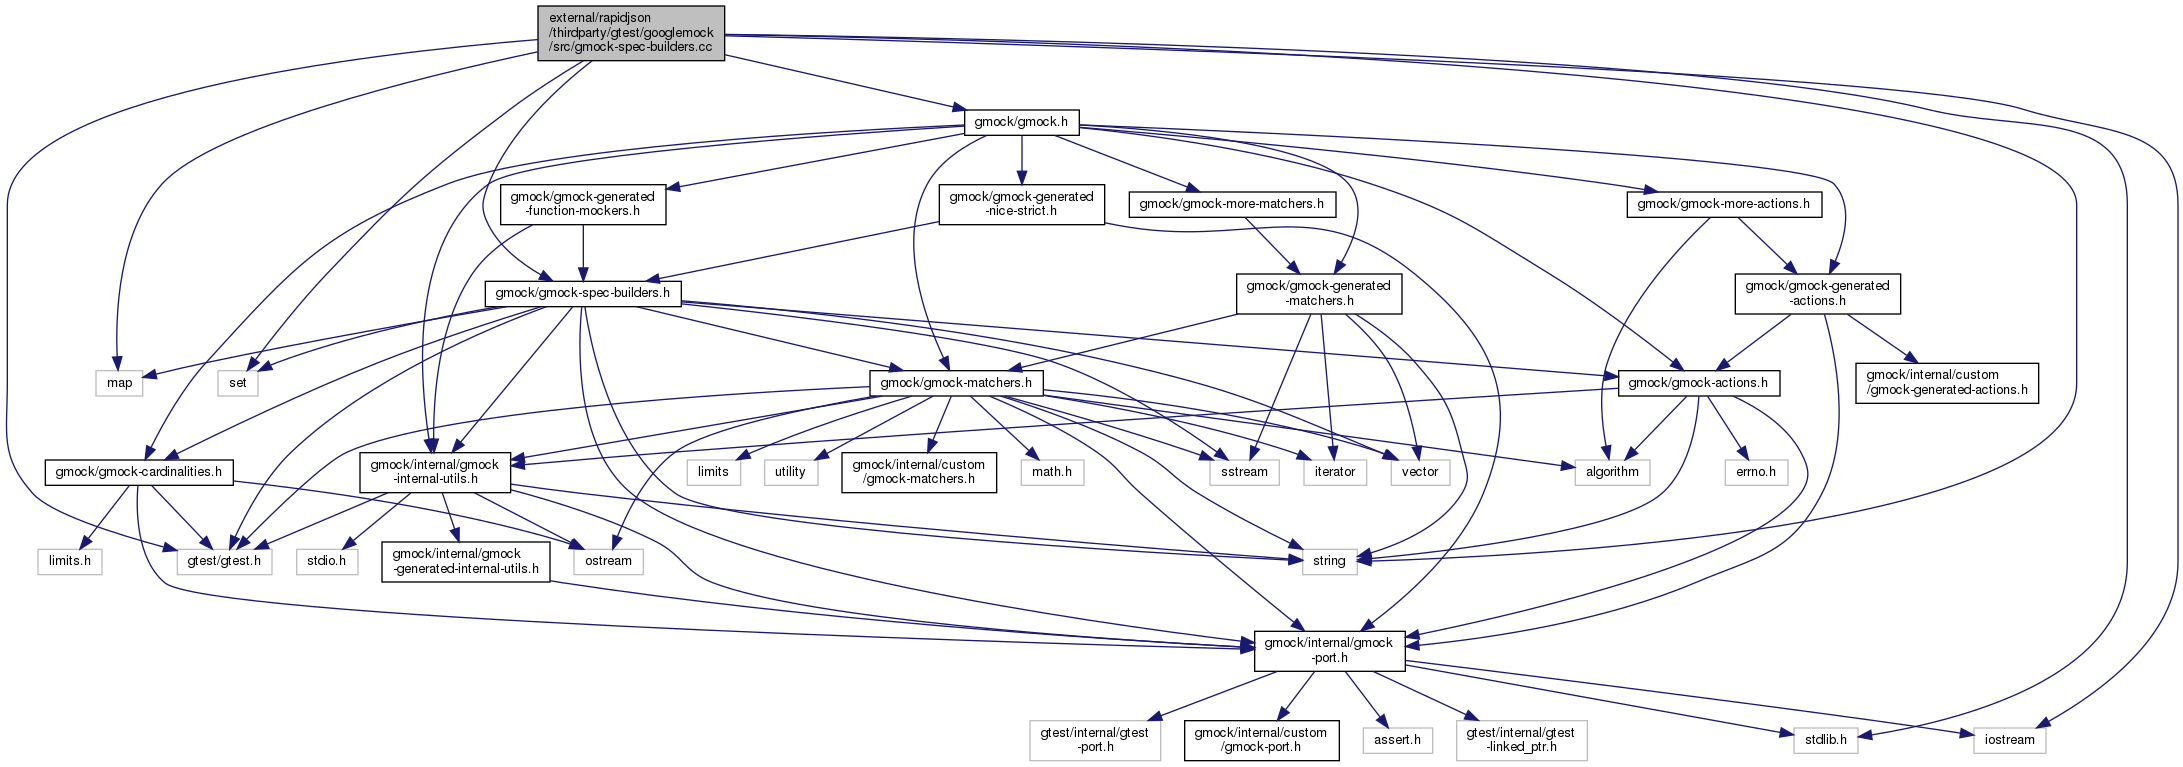 external/rapidjson
/thirdparty/gtest/googlemock
/src/gmock-spec-builders.cc
gmock/gmock.h
gmock/gmock-generated
-function-mockers.h
gmock/gmock-generated
-nice-strict.h
gmock/gmock-more-matchers.h
gmock/gmock-more-actions.h
gmock/gmock-spec-builders.h
gmock/gmock-generated
-matchers.h
gmock/gmock-generated
-actions.h
map
set
gmock/gmock-matchers.h
gmock/gmock-actions.h
gmock/internal/custom
/gmock-generated-actions.h
gmock/gmock-cardinalities.h
gmock/internal/gmock
-internal-utils.h
limits
utility
gmock/internal/custom
/gmock-matchers.h
math.h
sstream
iterator
vector
algorithm
errno.h
limits.h
gtest/gtest.h
stdio.h
gmock/internal/gmock
-generated-internal-utils.h
ostream
string
gmock/internal/gmock
-port.h
gtest/internal/gtest
-port.h
gmock/internal/custom
/gmock-port.h
assert.h
gtest/internal/gtest
-linked_ptr.h
stdlib.h
iostream